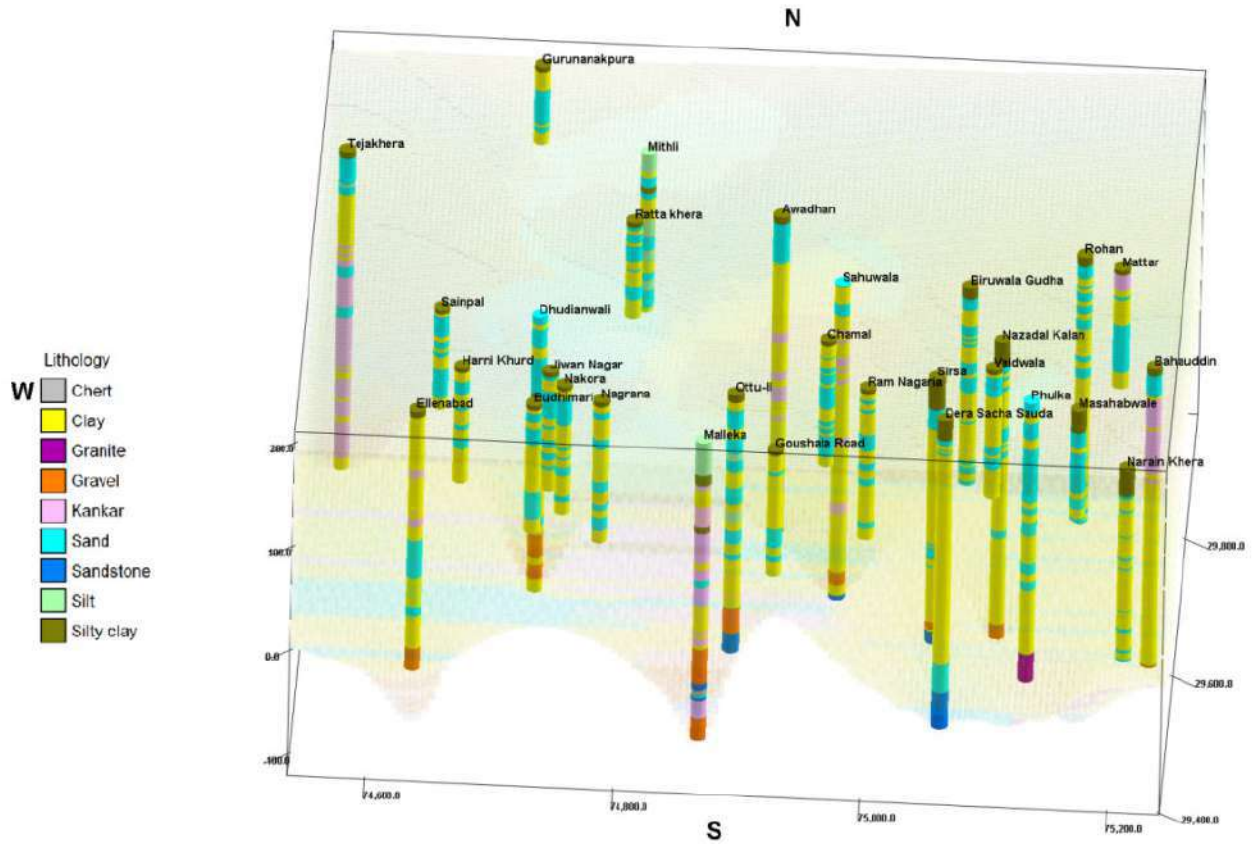 N
Gurunanakpura
Tejakhera
Mithli
Ratta khera
Awadhan
Rohan
Mattar
Sahuwala
Biruwala Gudha
Sainpal
Dhudianwali
Chamal
Nazadal Kalan
Lithology
W
Chert
Clay
Granite
Gravel
Kankar
Sand
Sandstone
Silt
Silty clay
Harri Khurd
Jiwan Nagar
Nakora
Vaidwala
Bahauddin
Ellenabad
Budhimari
Nagrana
Ottu-II
Ram Nagaria
Sirsa
Phulka
Masahabwale
Dera Sacha Sauda
Malleka
Goushala Road
Narain Khera
200.0
100.0
0.0
-100.0
29,800.0
29,600.0
29,400.0
74,600.0
74,800.0
75,000.0
75,200.0
S